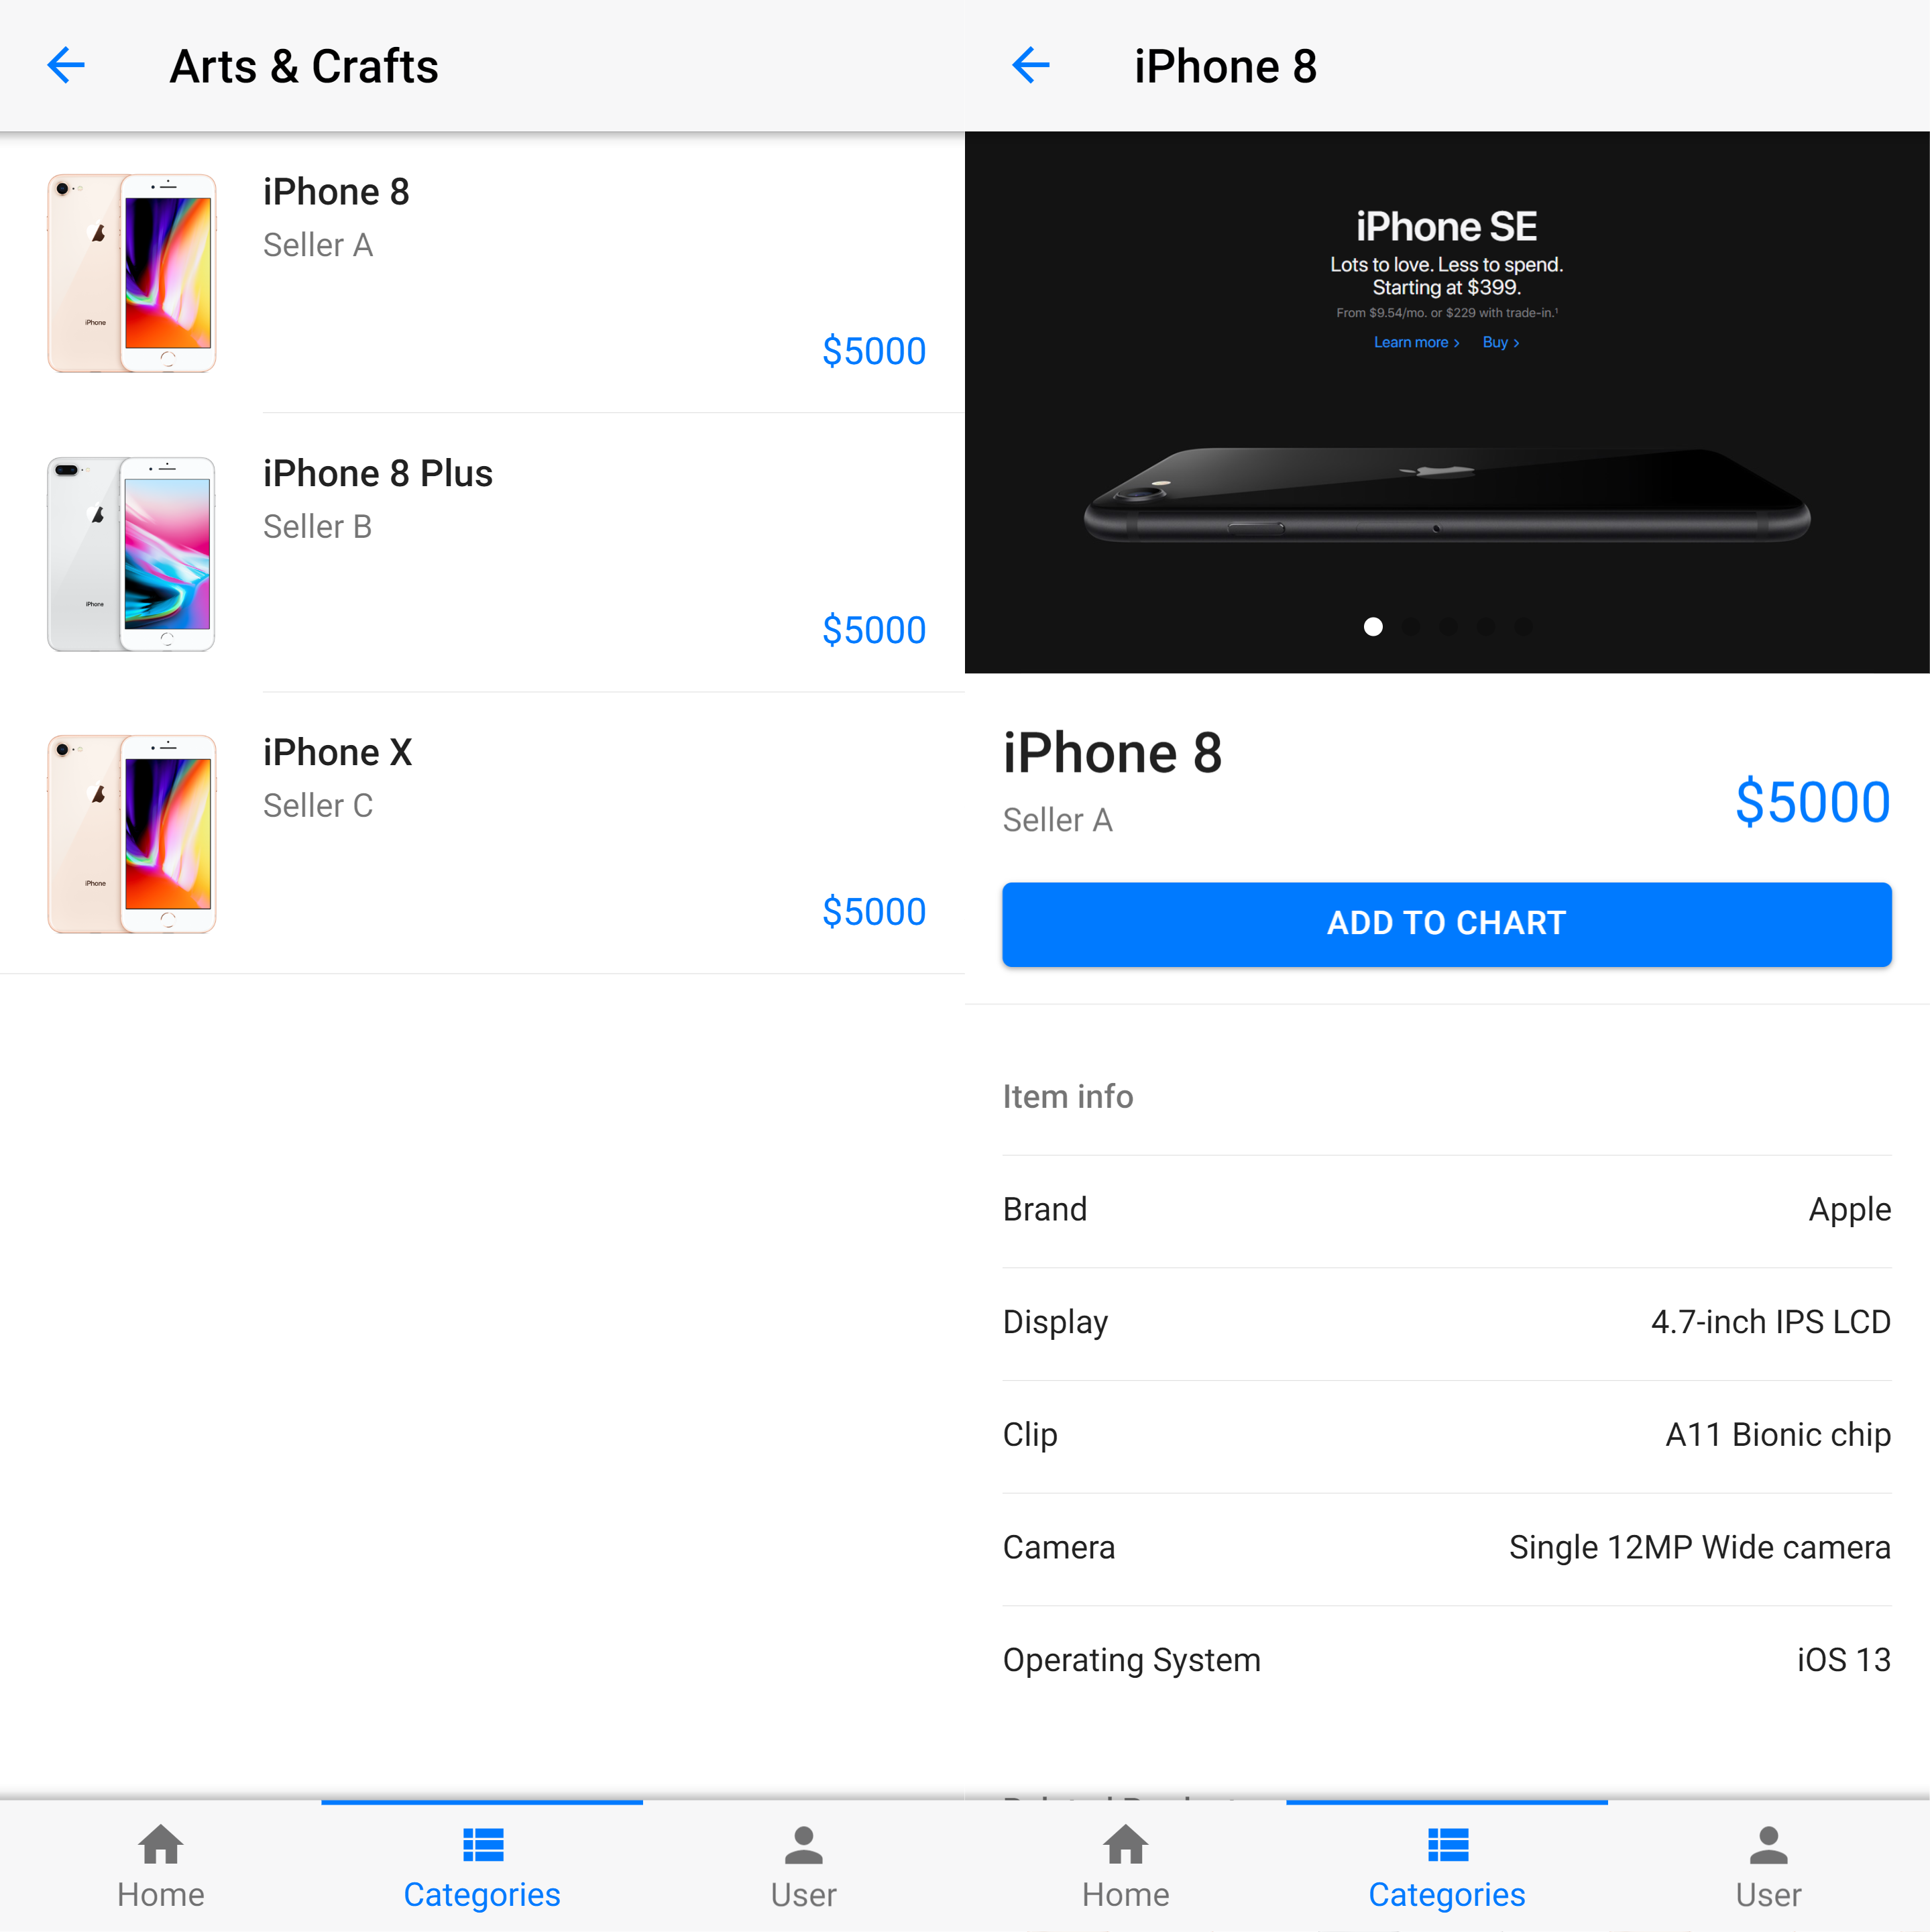 Arts & Crafts
iPhone 8
Seller A
$5000
iPhone
iPhone 8 Plus
Seller B
$5000
iPhone
iPhone X
Seller C
$5000
iPhone
Home
Categories
User
iPhone 8
iPhone SE
Lots to love. Less to spend.
Starting at $399.
From $9.54/mo. or $229 with trade-in.¹
Learn more > Buy >
iPhone 8
Seller A
$5000
ADD TO CHART
Item info
Brand Apple
Display 4.7-inch IPS LCD
Clip A11 Bionic chip
Camera Single 12MP Wide camera
Operating System iOS 13
Home
Categories
User